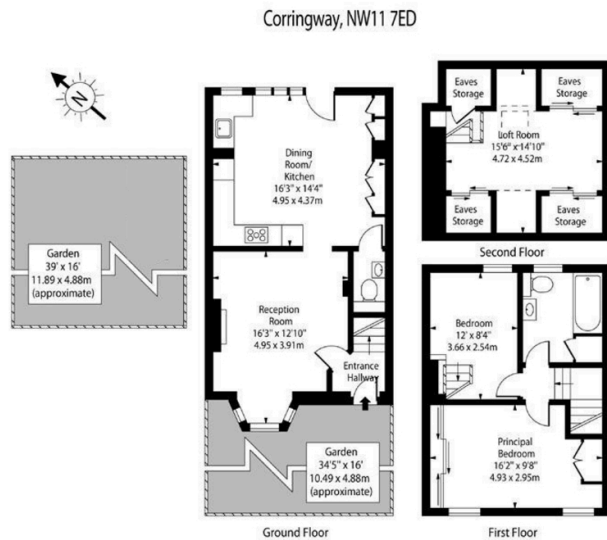 Corringway, NW11 7ED
N
Garden
39' x 16'
11.89 x 4.88m
(approximate)
Dining
Room/
Kitchen
16'3" x 14'4"
4.95 x 4.37m
Reception
Room
16'3" x 12'10"
4.95 x 3.91m
Entrance
Hallway
Garden
34'5" x 16'
10.49 x 4.88m
(approximate)
Ground Floor
Eaves
Storage
Eaves
Storage
Loft Room
15'6" x 14'10"
4.72 x 4.52m
Eaves
Storage
Eaves
Storage
Second Floor
Bedroom
12' x 8'4"
3.66 x 2.54m
Principal
Bedroom
16'2" x 9'8"
4.93 x 2.95m
First Floor